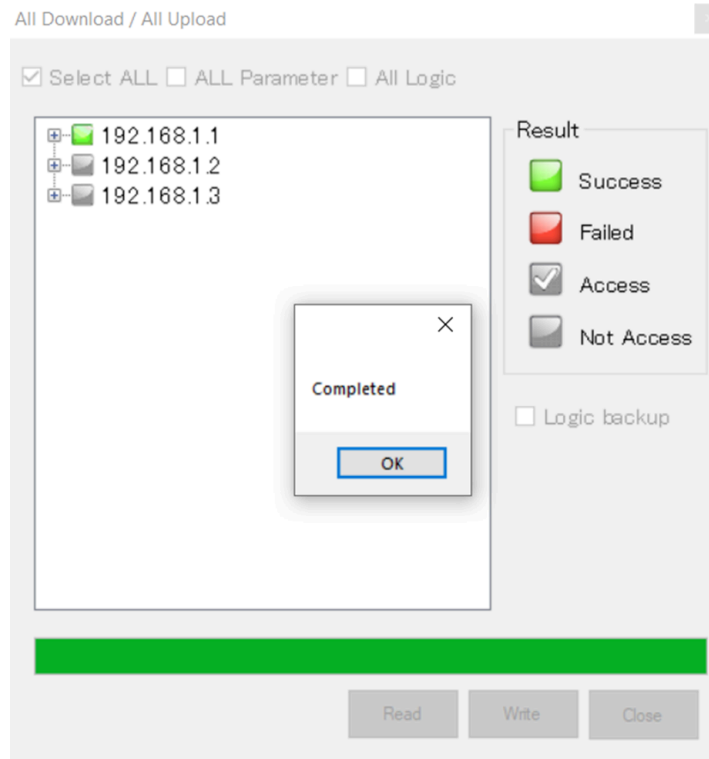 All Download / All Upload
Select ALL ALL Parameter All Logic
192.168.1.1
192.168.1.2
192.168.1.3
Result
Success
Failed
Access
Not Access
Completed
OK
Logic backup
Read Write Close